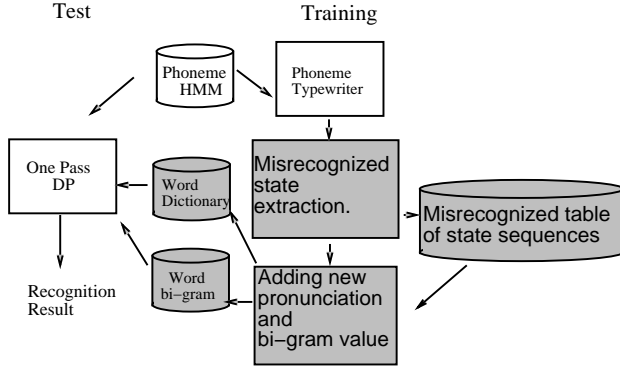 Test
Training
Phoneme
HMM
Phoneme
Typewriter
One Pass
DP
Word
Dictionary
Misrecognized
state
extraction.
Misrecognized table
of state sequences
Word
bi−gram
Adding new
pronunciation
and
bi−gram value
Recognition
Result